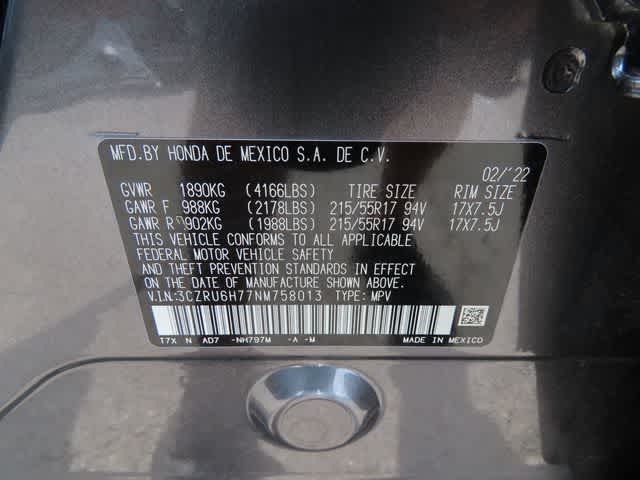 MFD.BY HONDA DE MEXICO S.A. DE C.V.
02/'22
GVWR 1890KG (4166LBS) TIRE SIZE RIM SIZE
GAWR F 988KG (2178LBS) 215/55R17 94V 17X7.5J
GAWR R 902KG (1988LBS) 215/55R17 94V 17X7.5J
THIS VEHICLE CONFORMS TO ALL APPLICABLE
FEDERAL MOTOR VEHICLE SAFETY
AND THEFT PREVENTION STANDARDS IN EFFECT
ON THE DATE OF MANUFACTURE SHOWN ABOVE.
V.I.N:3CZRU6H77NM758013 TYPE: MPV
T7X N AD7 -NH797M -A -M MADE IN MEXICO